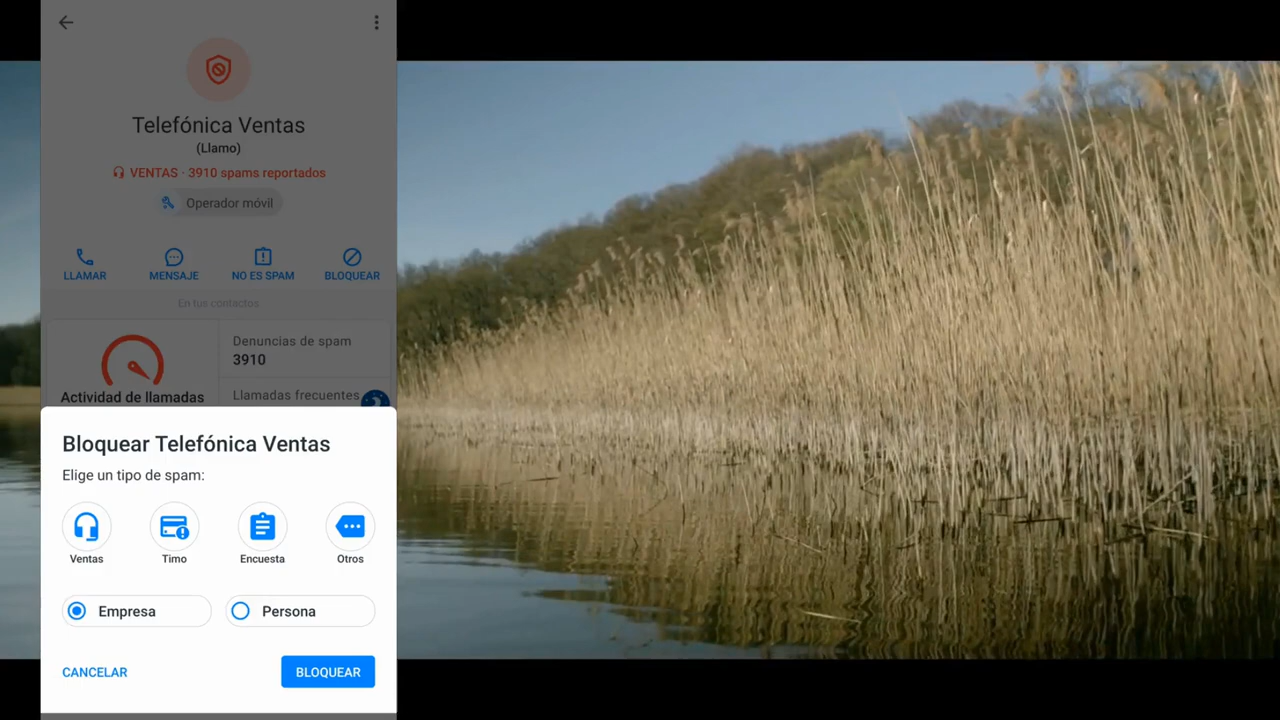 Telefónica Ventas
(Llamo)
VENTAS · 3910 spams reportados
Operador móvil
LLAMAR
MENSAJE
NO ES SPAM
BLOQUEAR
En tus contactos
Actividad de llamadas
Denuncias de spam
3910
Llamadas frecuentes
Bloquear Telefónica Ventas
Elige un tipo de spam:
Ventas
Timo
Encuesta
Otros
Empresa
Persona
CANCELAR
BLOQUEAR